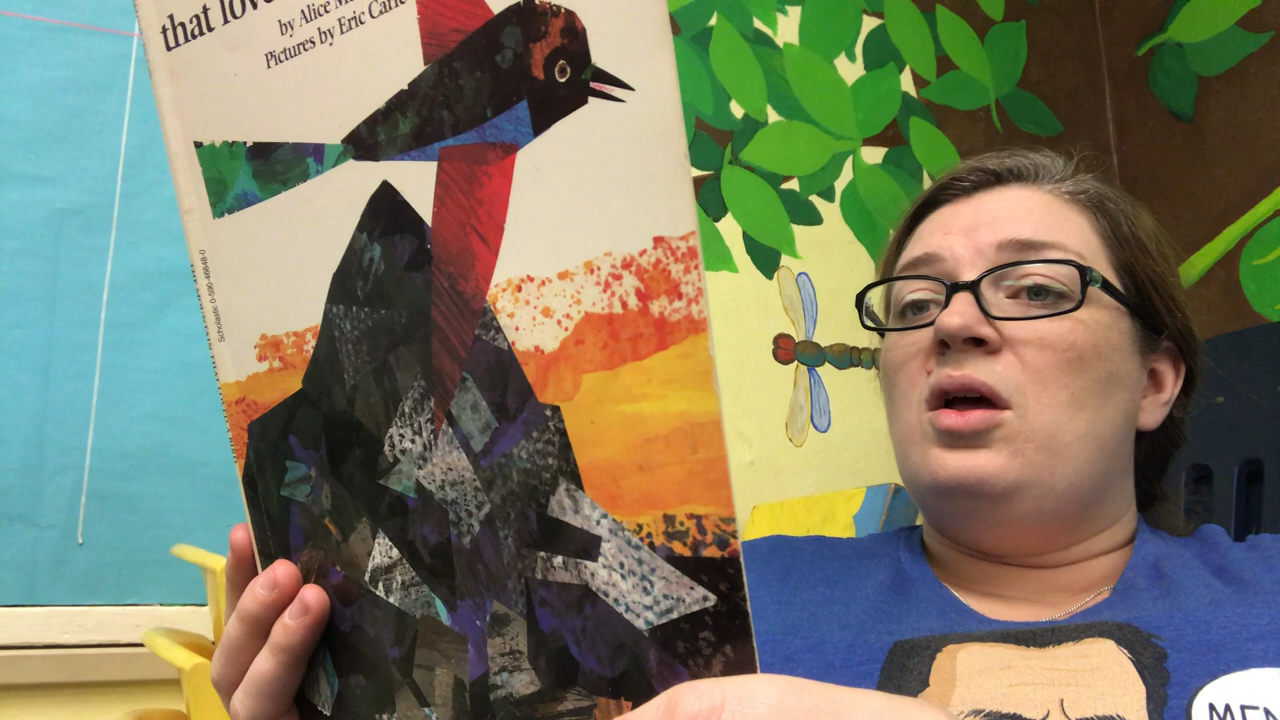 that love
by Alice M
Pictures by Eric Carle
Scholastic 0-590-46848-0
MEN